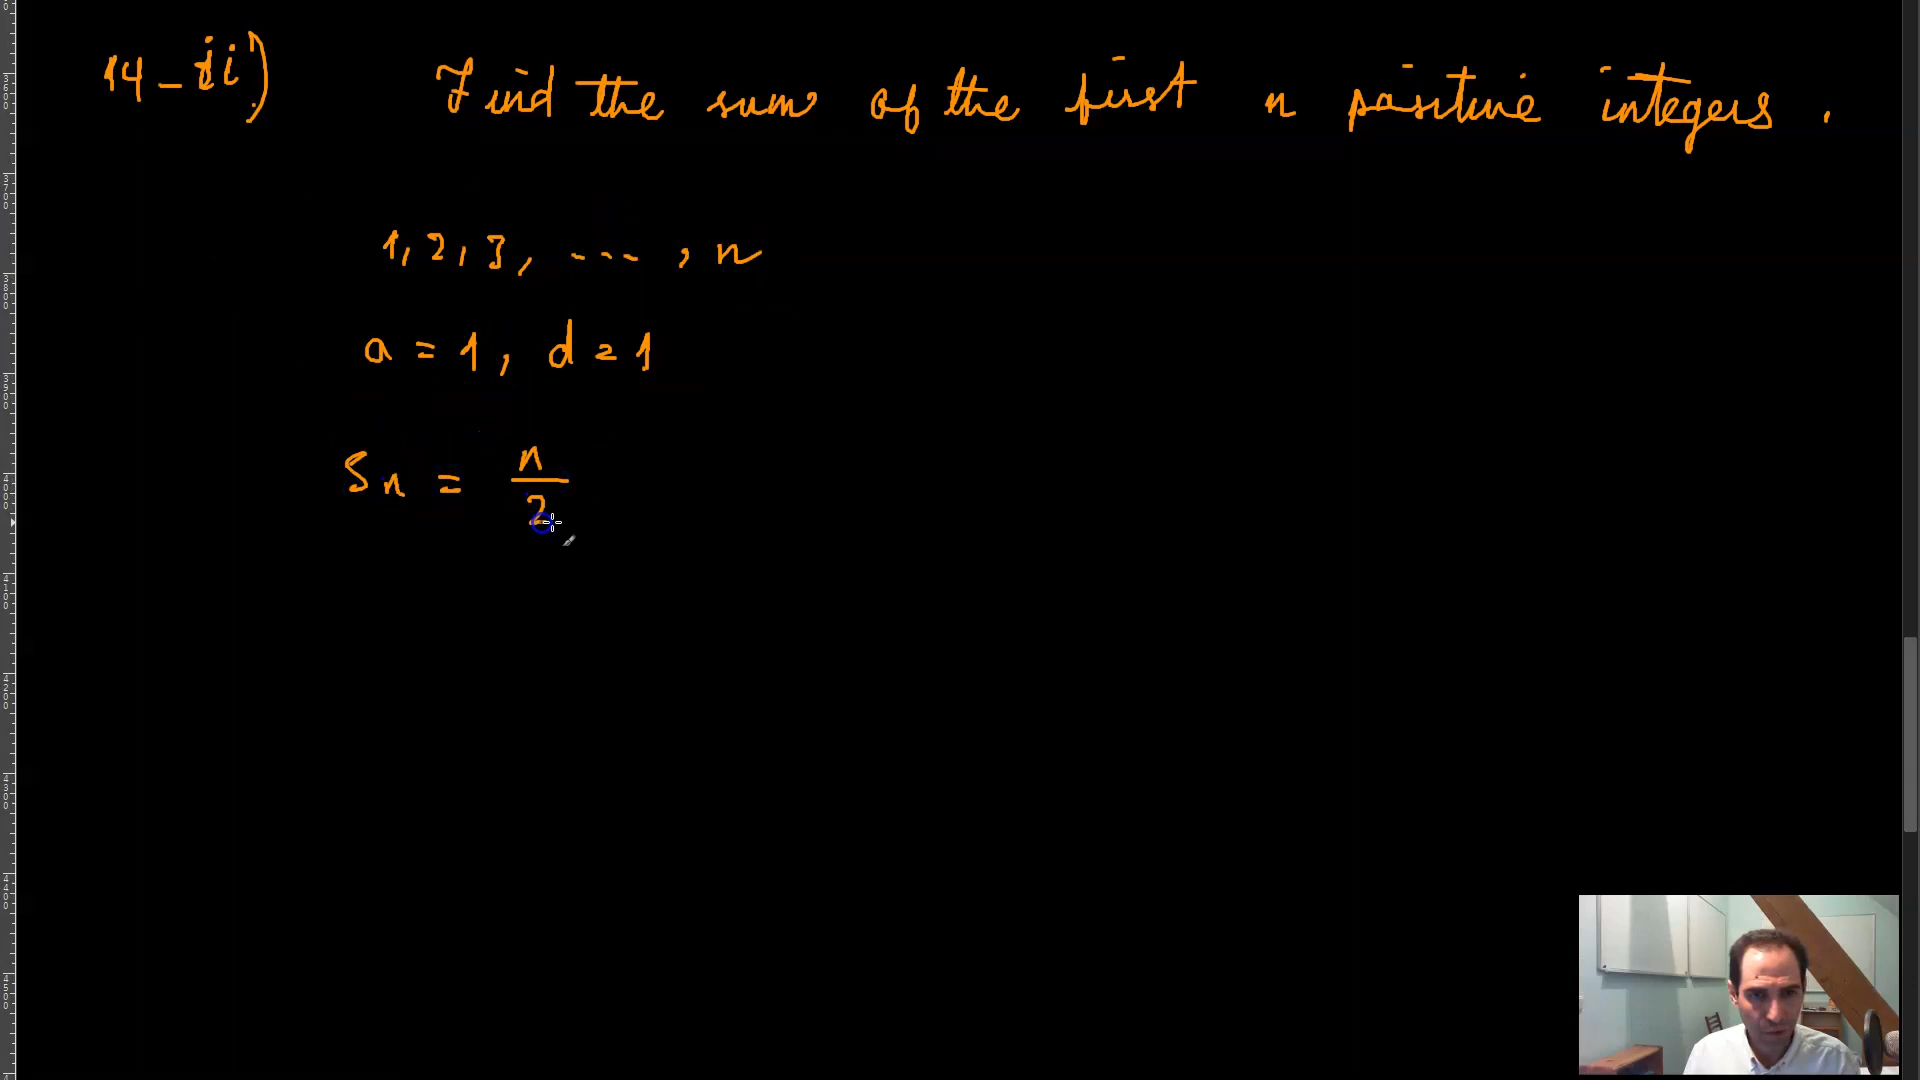 14-ii) Find the sum of the first n positive integers.
1, 2, 3, ..., n
a = 1, d = 1
Sn = n/2